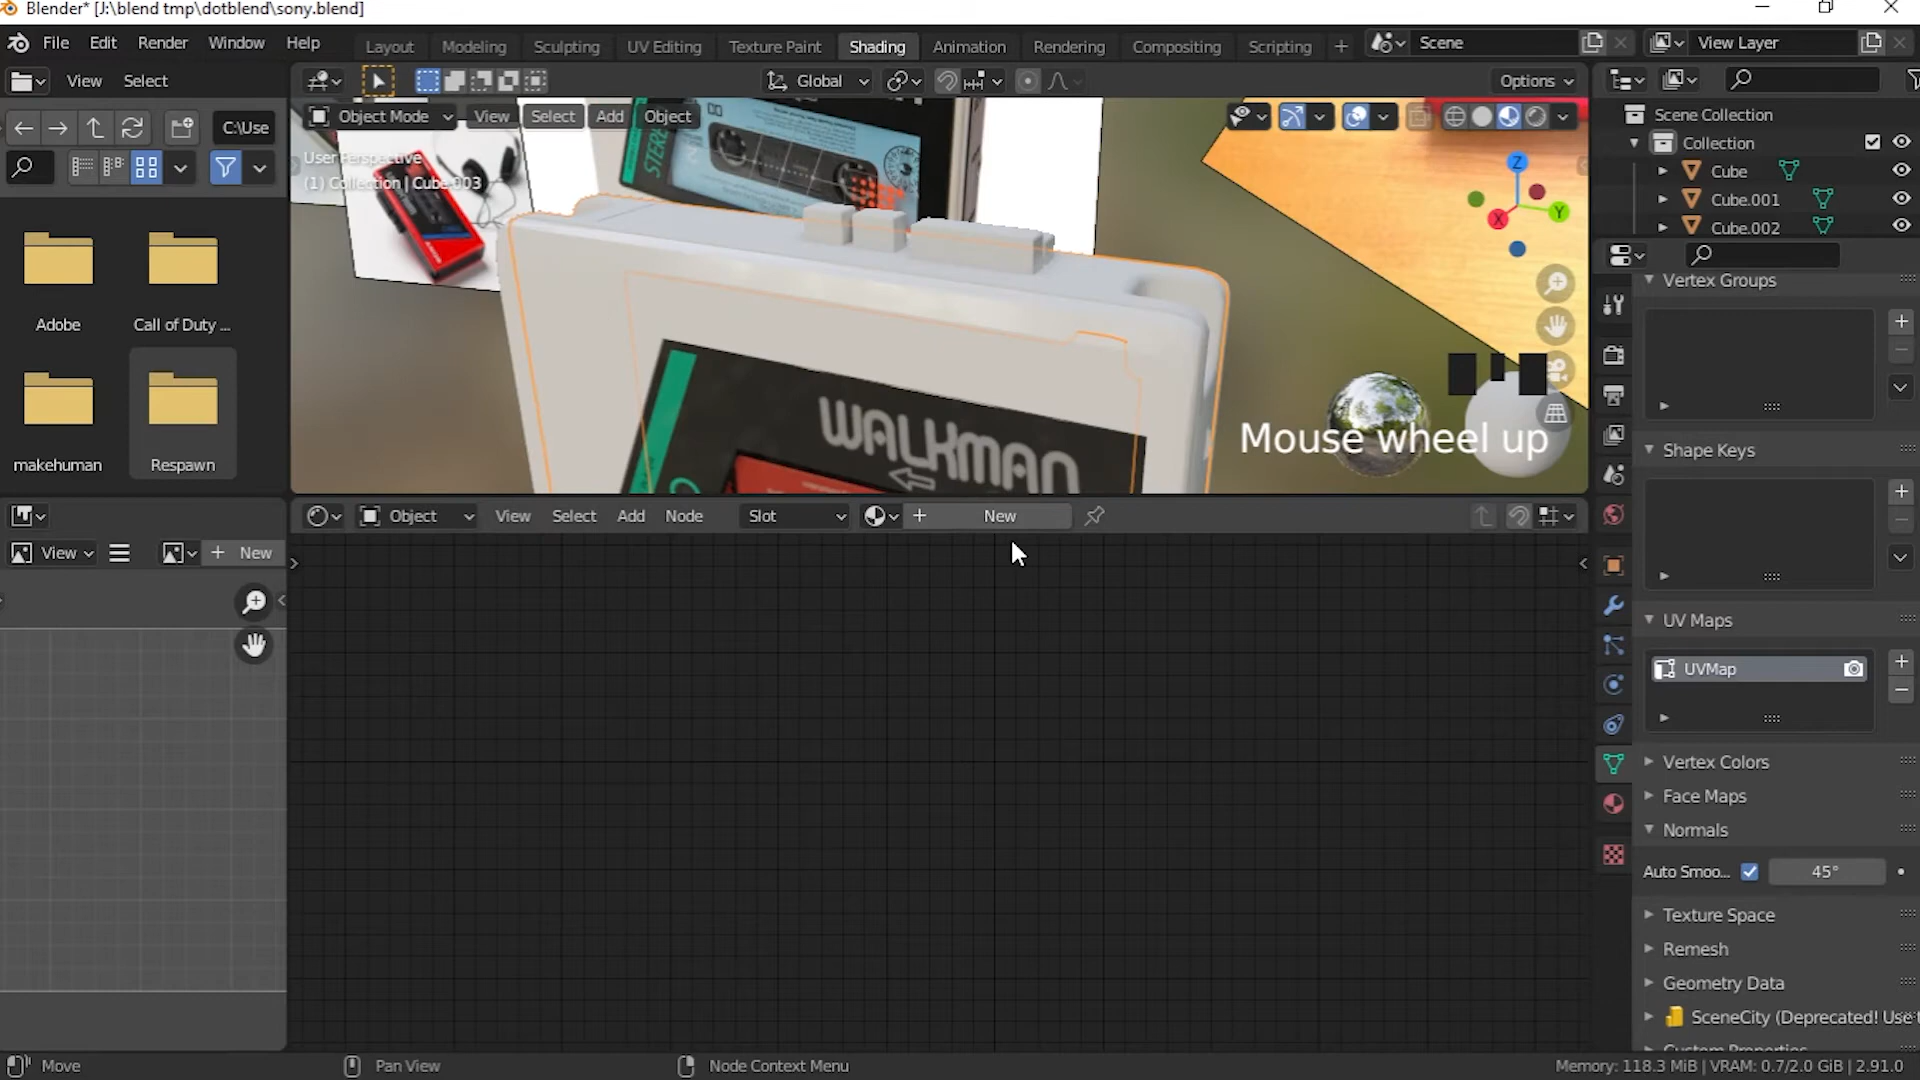 Blender* [J:\blend tmp\dotblend\sony.blend]
File Edit Render Window Help Layout Modeling Sculpting UV Editing Texture Paint Shading Animation Rendering Compositing Scripting + Scene View Layer
View Select Global Options
Object Mode View Select Add Object
C:\Use
User Perspective
(1) Collection | Cube.003
STEREO
Scene Collection
Collection
Cube
Cube.001
Cube.002
Z
Y
X
Adobe
Call of Duty ...
makehuman
Respawn
WALKMAN
Mouse wheel up
Vertex Groups
Shape Keys
Object View Select Add Node Slot New
View New
UV Maps
UVMap
Vertex Colors
Face Maps
Normals
Auto Smoo... 45°
Texture Space
Remesh
Geometry Data
SceneCity (Deprecated! Use t
Custom Properties
Move Pan View Node Context Menu Memory: 118.3 MiB | VRAM: 0.7/2.0 GiB | 2.91.0